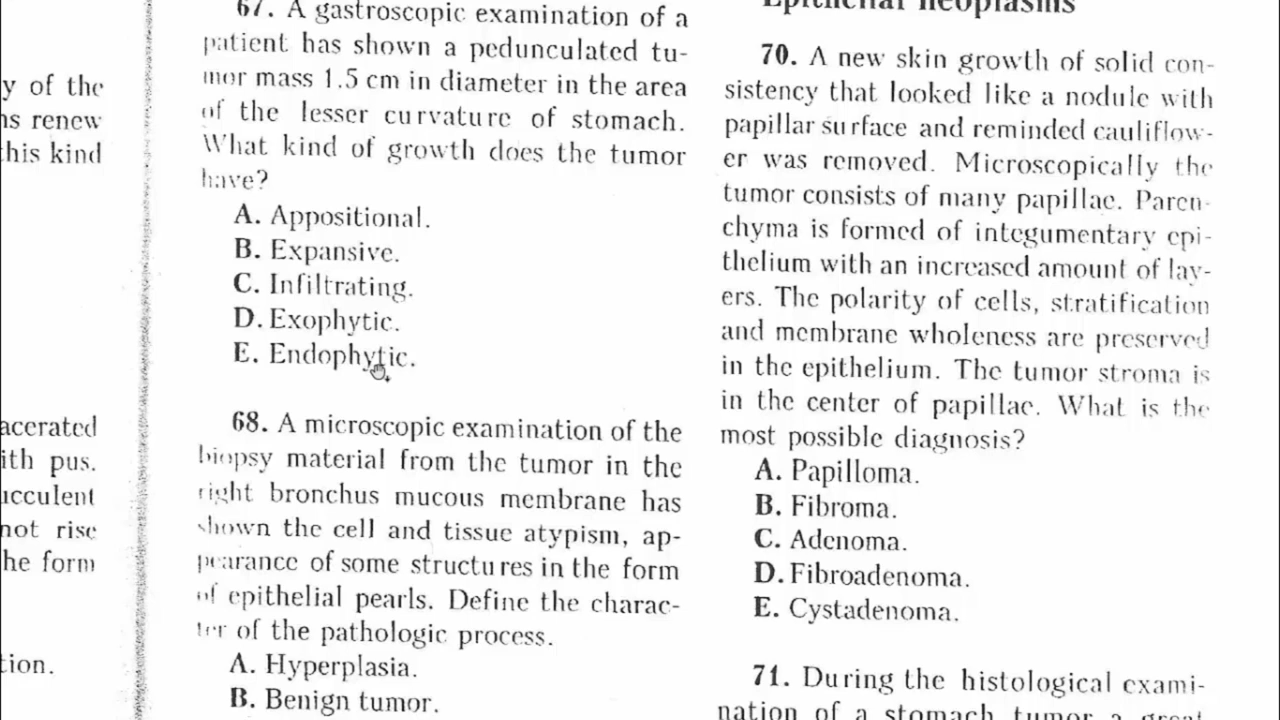 y of the
ns renew
this kind
acerated
ith pus.
ucculent
not rise
he form
tion.
67. A gastroscopic examination of a
patient has shown a pedunculated tu-
mor mass 1.5 cm in diameter in the area
of the lesser curvature of stomach.
What kind of growth does the tumor
have?
A. Appositional.
B. Expansive.
C. Infiltrating.
D. Exophytic.
E. Endophytic.
68. A microscopic examination of the
biopsy material from the tumor in the
right bronchus mucous membrane has
shown the cell and tissue atypism, ap-
pearance of some structures in the form
of epithelial pearls. Define the charac-
ter of the pathologic process.
A. Hyperplasia.
B. Benign tumor.
Epithelial neoplasms
70. A new skin growth of solid con-
sistency that looked like a nodule with
papillar surface and reminded cauliflow-
er was removed. Microscopically the
tumor consists of many papillae. Paren-
chyma is formed of integumentary epi-
thelium with an increased amount of lay-
ers. The polarity of cells, stratification
and membrane wholeness are preserved
in the epithelium. The tumor stroma is
in the center of papillae. What is the
most possible diagnosis?
A. Papilloma.
B. Fibroma.
C. Adenoma.
D. Fibroadenoma.
E. Cystadenoma.
71. During the histological exami-
nation of a stomach tumor a great